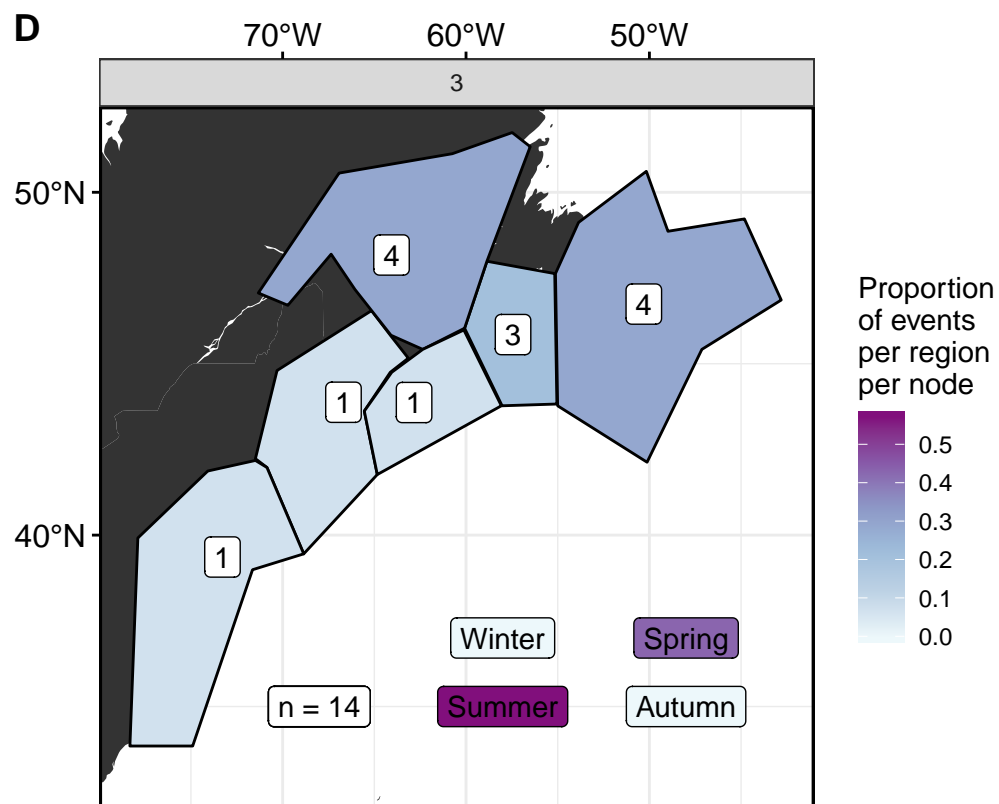 D
70°W 60°W 50°W
3
50°N
40°N
4
4
3
1
1
1
Winter
Spring
n = 14
Summer
Autumn
Proportion
of events
per region
per node
0.5
0.4
0.3
0.2
0.1
0.0